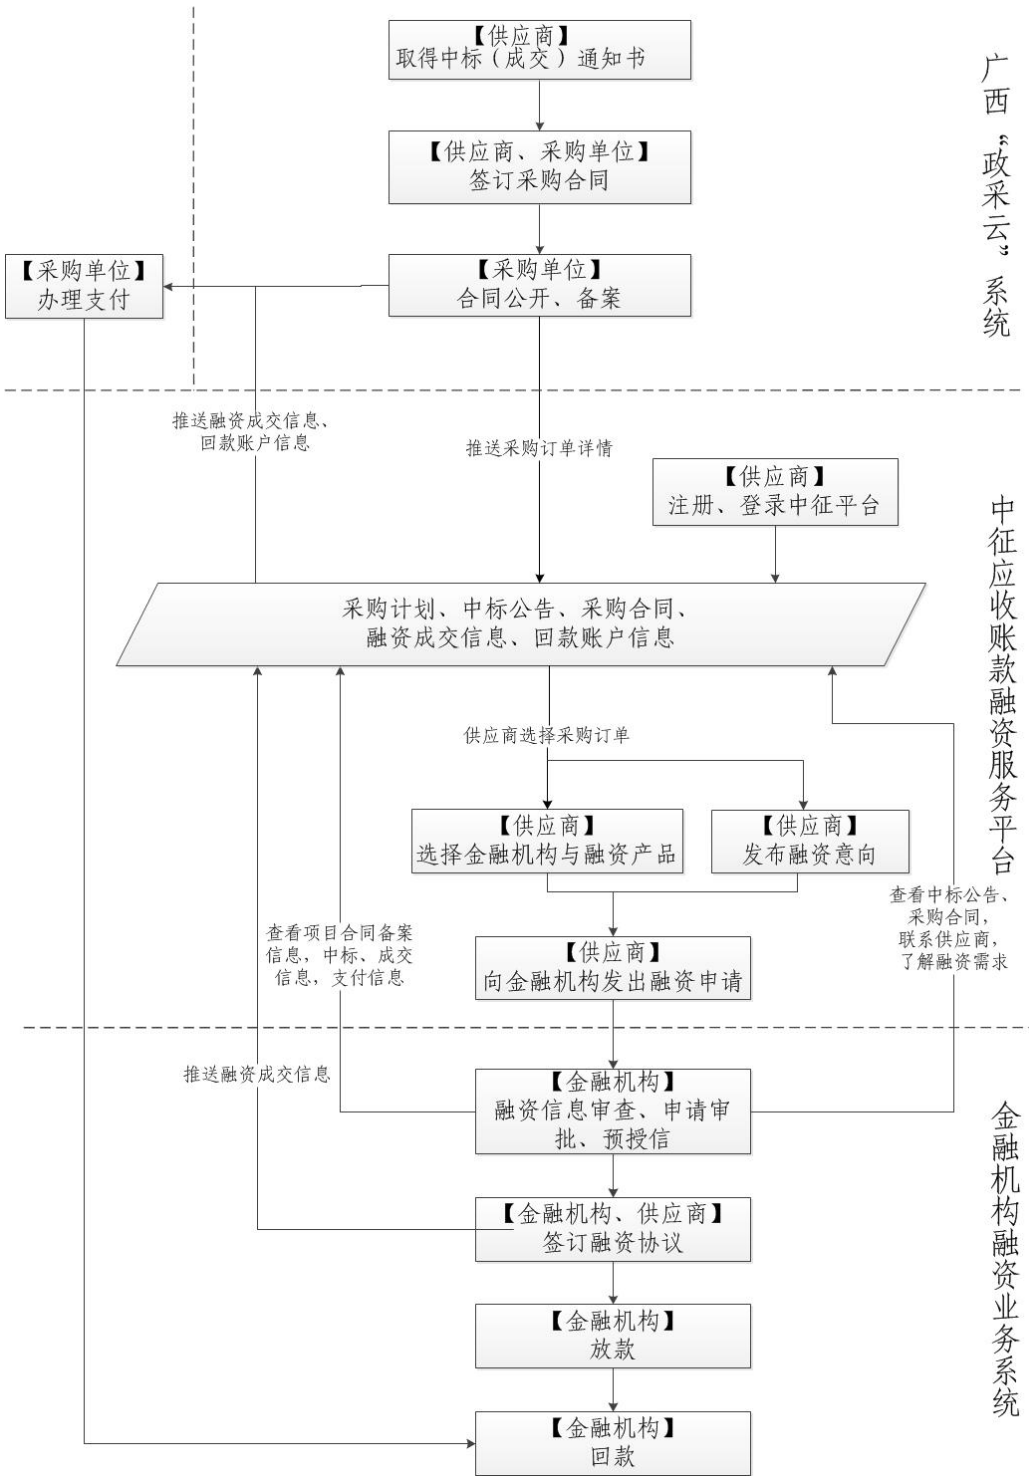 【供应商】
取得中标（成交）通知书
【供应商、采购单位】
签订采购合同
【采购单位】
办理支付
【采购单位】
合同公开、备案
广西“政采云”系统
推送融资成交信息、
回款账户信息
推送采购订单详情
【供应商】
注册、登录中征平台
采购计划、中标公告、采购合同、
融资成交信息、回款账户信息
中征应收账款融资服务平台
供应商选择采购订单
【供应商】
选择金融机构与融资产品
【供应商】
发布融资意向
查看中标公告、
采购合同，
联系供应商，
了解融资需求
查看项目合同备案
信息，中标、成交
信息，支付信息
【供应商】
向金融机构发出融资申请
推送融资成交信息
【金融机构】
融资信息审查、申请审
批、预授信
【金融机构、供应商】
签订融资协议
金融机构融资业务系统
【金融机构】
放款
【金融机构】
回款